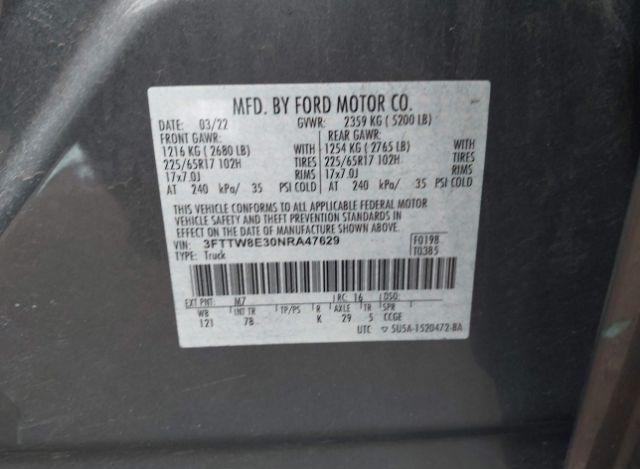 MFD. BY FORD MOTOR CO.
DATE: 03/22 GVWR: 2359 KG ( 5200 LB)
FRONT GAWR: REAR GAWR:
1216 KG ( 2680 LB) 1254 KG ( 2765 LB)
225/65R17 102H TIRES 225/65R17 102H TIRES
17x7.0J RIMS 17x7.0J RIMS
AT 240 kPa/ 35 PSI COLD AT 240 kPa/ 35 PSI COLD
THIS VEHICLE CONFORMS TO ALL APPLICABLE FEDERAL MOTOR
VEHICLE SAFETY AND THEFT PREVENTION STANDARDS IN
EFFECT ON THE DATE OF MANUFACTURE SHOWN ABOVE.
VIN: 3FTTW8E30NRA47629 F0198
TYPE: Truck T0385
EXT PNT: M7 RC: 16 DSO:
WB INT TR TP/PS R AXLE TR SPR
121 78 K 29 5 CCGE
UTC 5U5A-1520472-BA